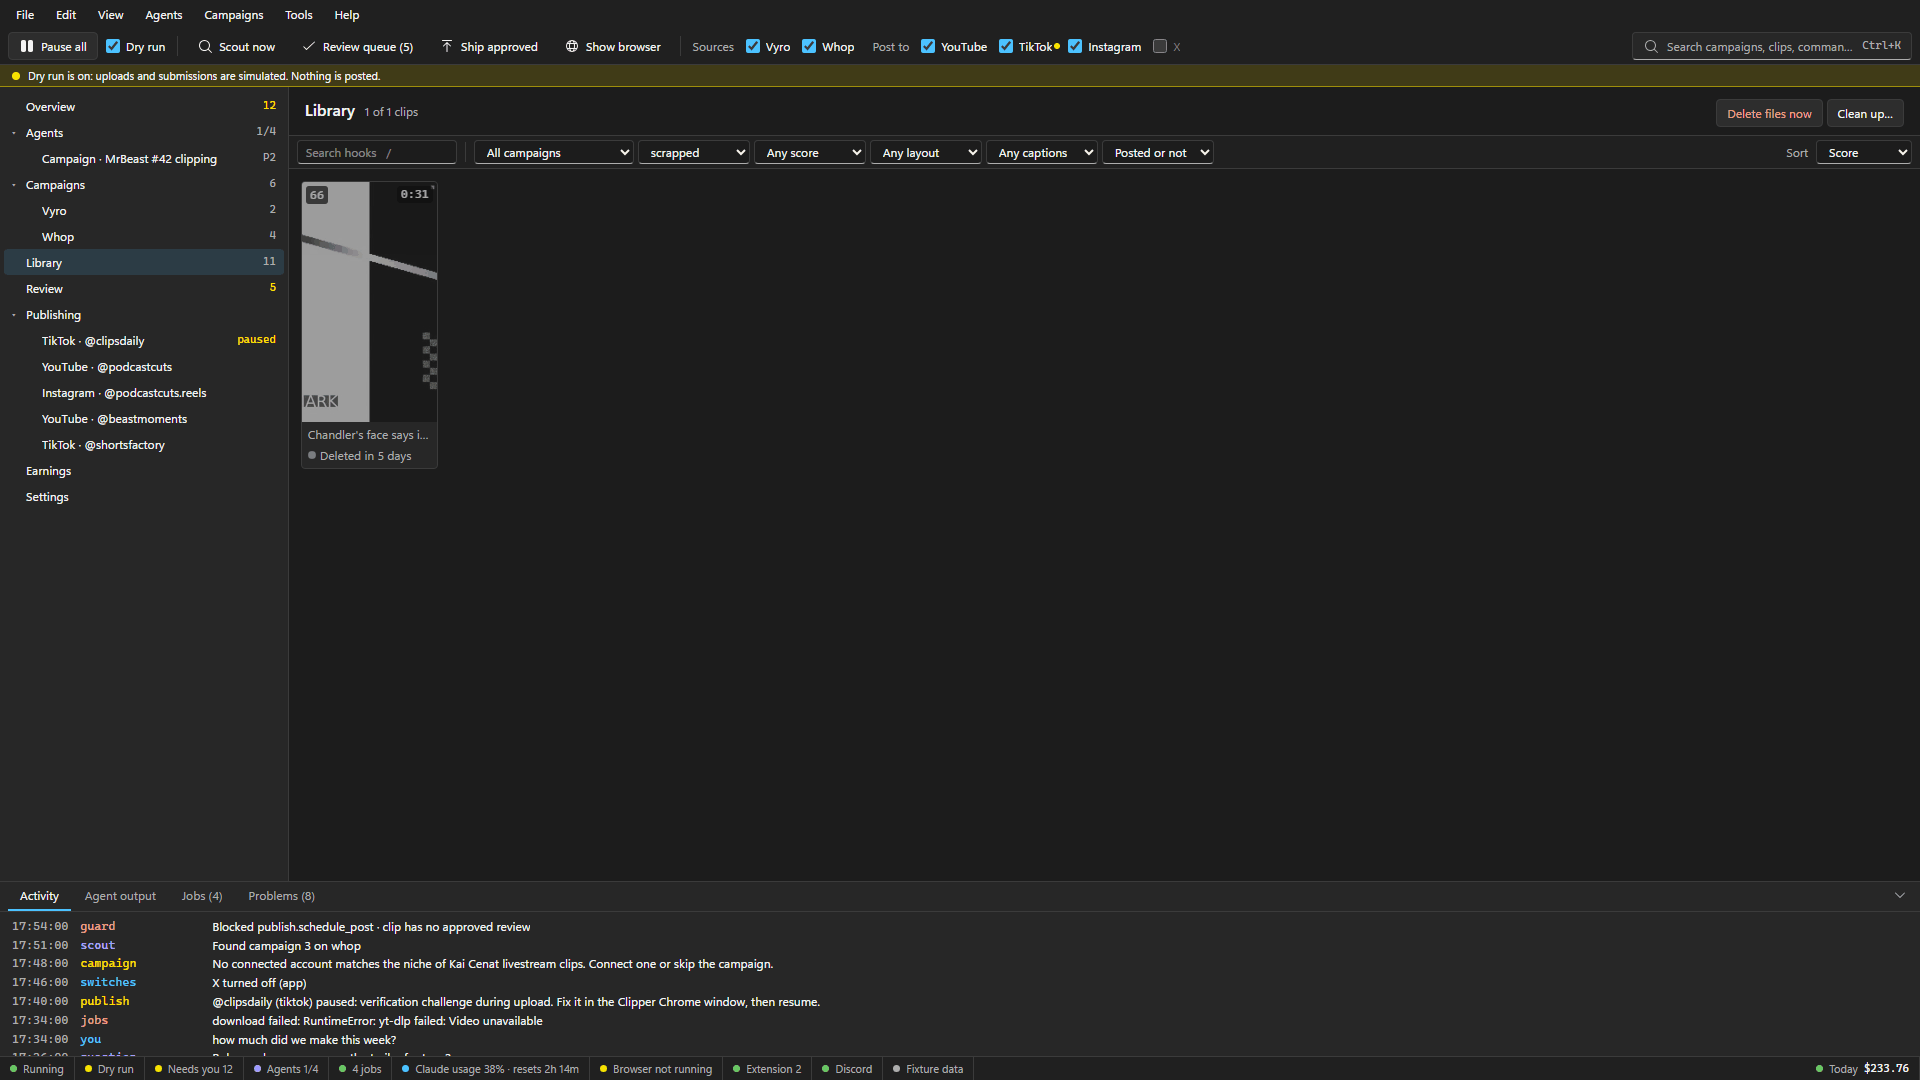 File Edit View Agents Campaigns Tools Help
Pause all Dry run Scout now Review queue (5) Ship approved Show browser Sources Vyro Whop Post to YouTube TikTok Instagram X Search campaigns, clips, comman... Ctrl+K
Dry run is on: uploads and submissions are simulated. Nothing is posted.
Overview 12
Agents 1/4
Campaign · MrBeast #42 clipping P2
Campaigns 6
Vyro 2
Whop 4
Library 11
Review 5
Publishing
TikTok · @clipsdaily paused
YouTube · @podcastcuts
Instagram · @podcastcuts.reels
YouTube · @beastmoments
TikTok · @shortsfactory
Earnings
Settings
Library 1 of 1 clips Delete files now Clean up...
Search hooks / All campaigns scrapped Any score Any layout Any captions Posted or not Sort Score
66 0:31
ARK
Chandler's face says i...
Deleted in 5 days
Activity Agent output Jobs (4) Problems (8)
17:54:00 guard Blocked publish.schedule_post · clip has no approved review
17:51:00 scout Found campaign 3 on whop
17:48:00 campaign No connected account matches the niche of Kai Cenat livestream clips. Connect one or skip the campaign.
17:46:00 switches X turned off (app)
17:40:00 publish @clipsdaily (tiktok) paused: verification challenge during upload. Fix it in the Clipper Chrome window, then resume.
17:34:00 jobs download failed: RuntimeError: yt-dlp failed: Video unavailable
17:34:00 you how much did we make this week?
Running Dry run Needs you 12 Agents 1/4 4 jobs Claude usage 38% · resets 2h 14m Browser not running Extension 2 Discord Fixture data Today $233.76